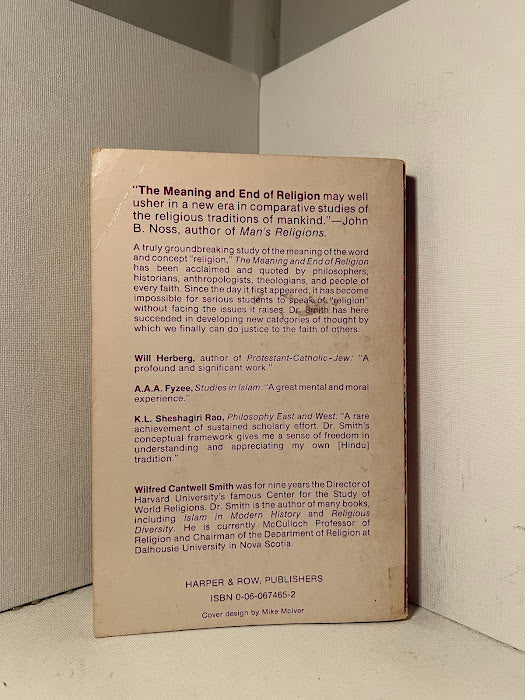 "The Meaning and End of Religion may well
usher in a new era in comparative studies of
the religious traditions of mankind."—John
B. Noss, author of Man's Religions.
A truly groundbreaking study of the meaning of the word
and concept "religion," The Meaning and End of Religion
has been acclaimed and quoted by philosophers,
historians, anthropologists, theologians, and people of
every faith. Since the day it first appeared, it has become
impossible for serious students to speak of "religion"
without facing the issues it raises. Dr. Smith has here
succeeded in developing new categories of thought by
which we finally can do justice to the faith of others.
Will Herberg, author of Protestant-Catholic-Jew: "A
profound and significant work."
A.A.A. Fyzee, Studies in Islam: "A great mental and moral
experience."
K.L. Sheshagiri Rao, Philosophy East and West: "A rare
achievement of sustained scholarly effort. Dr. Smith's
conceptual framework gives me a sense of freedom in
understanding and appreciating my own [Hindu]
tradition."
Wilfred Cantwell Smith was for nine years the Director of
Harvard University's famous Center for the Study of
World Religions. Dr. Smith is the author of many books,
including Islam in Modern History and Religious
Diversity. He is currently McCulloch Professor of
Religion and Chairman of the Department of Religion at
Dalhousie University in Nova Scotia.
HARPER & ROW, PUBLISHERS
ISBN 0-06-067465-2
Cover design by Mike McIver